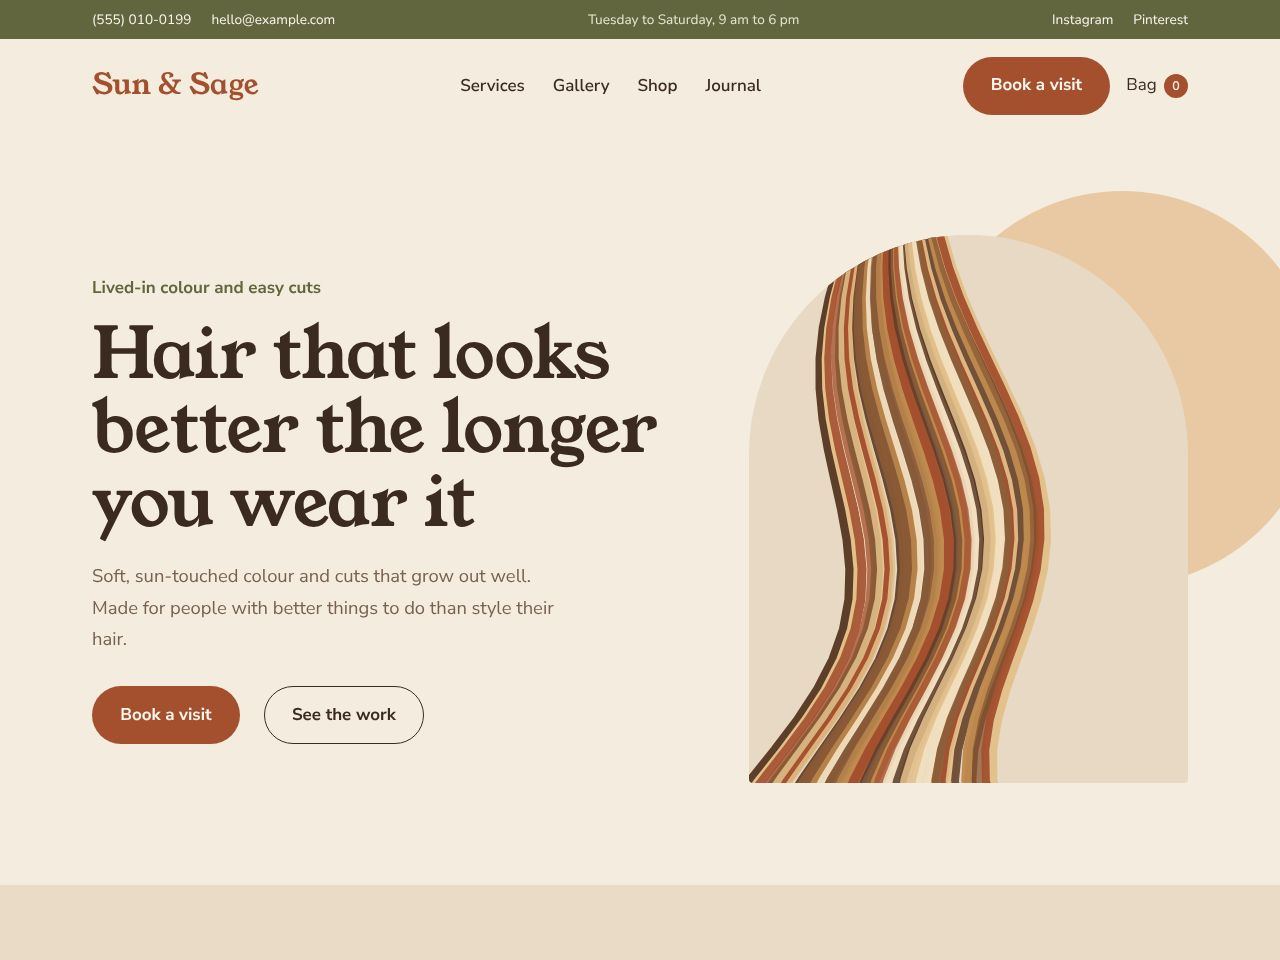 (555) 010-0199 hello@example.com Tuesday to Saturday, 9 am to 6 pm Instagram Pinterest
Sun & Sage Services Gallery Shop Journal Book a visit Bag 0
Lived-in colour and easy cuts
Hair that looks
better the longer
you wear it
Soft, sun-touched colour and cuts that grow out well.
Made for people with better things to do than style their
hair.
Book a visit See the work